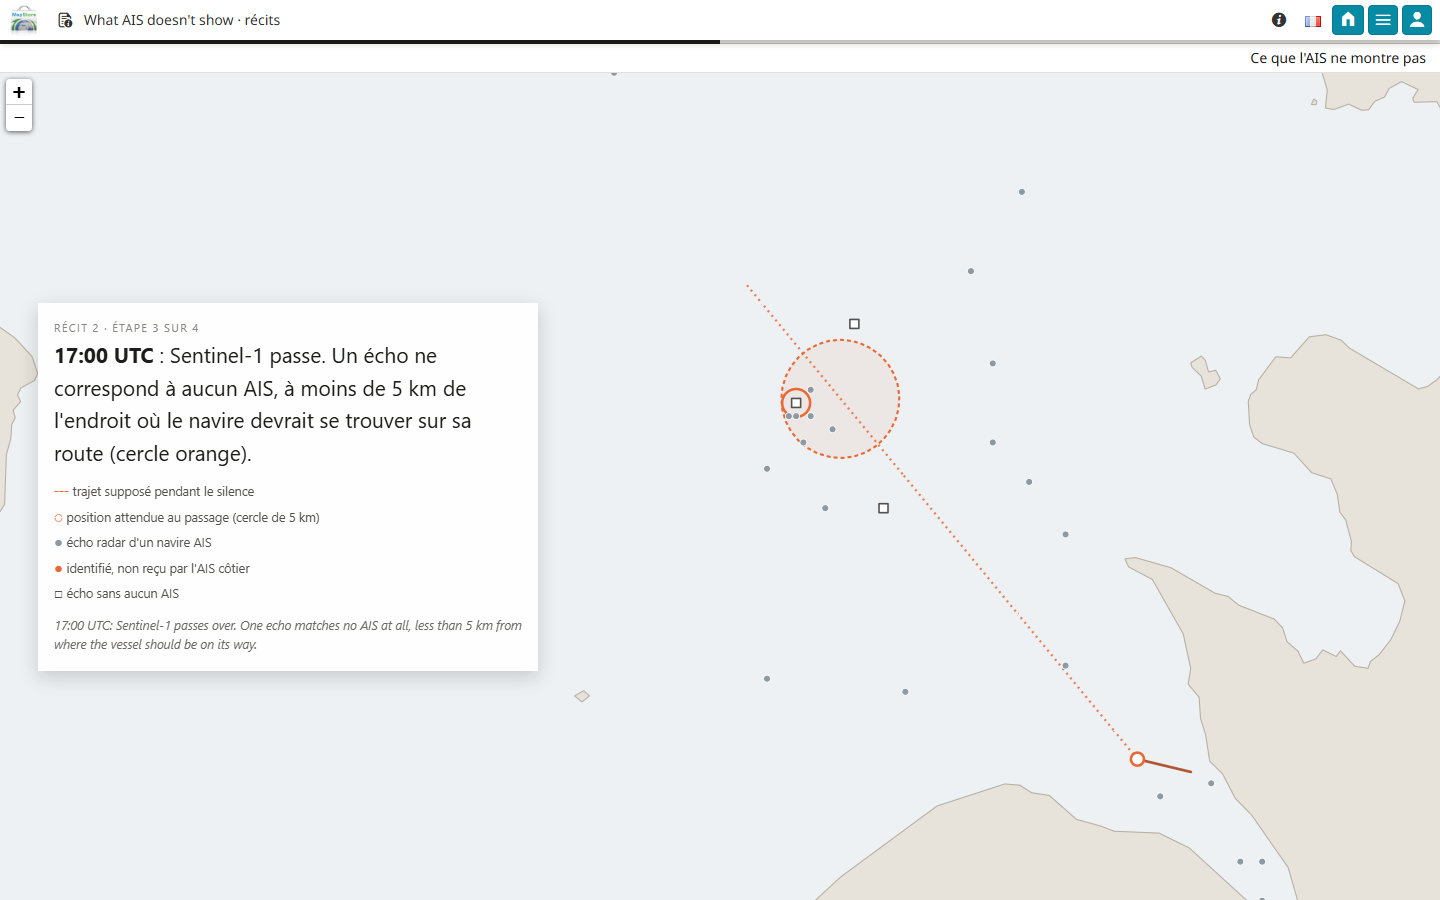 What AIS doesn't show · récits
Ce que l'AIS ne montre pas
+
−
RÉCIT 2 · ÉTAPE 3 SUR 4
17:00 UTC : Sentinel-1 passe. Un écho ne
correspond à aucun AIS, à moins de 5 km de
l'endroit où le navire devrait se trouver sur sa
route (cercle orange).
--- trajet supposé pendant le silence
position attendue au passage (cercle de 5 km)
écho radar d'un navire AIS
identifié, non reçu par l'AIS côtier
écho sans aucun AIS
17:00 UTC: Sentinel-1 passes over. One echo matches no AIS at all, less than 5 km from
where the vessel should be on its way.